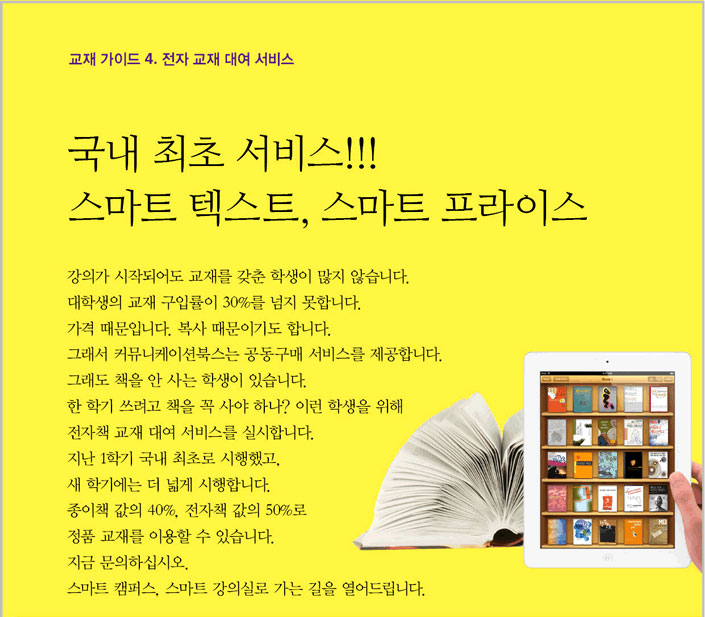 교재 가이드 4. 전자 교재 대여 서비스
국내 최초 서비스!!!
스마트 텍스트, 스마트 프라이스
강의가 시작되어도 교재를 갖춘 학생이 많지 않습니다.
대학생의 교재 구입률이 30%를 넘지 못합니다.
가격 때문입니다. 복사 때문이기도 합니다.
그래서 커뮤니케이션북스는 공동구매 서비스를 제공합니다.
그래도 책을 안 사는 학생이 있습니다.
한 학기 쓰려고 책을 꼭 사야 하나? 이런 학생을 위해
전자책 교재 대여 서비스를 실시합니다.
지난 1학기 국내 최초로 시행했고,
새 학기에는 더 넓게 시행합니다.
종이책 값의 40%, 전자책 값의 50%로
정품 교재를 이용할 수 있습니다.
지금 문의하십시오.
스마트 캠퍼스, 스마트 강의실로 가는 길을 열어드립니다.